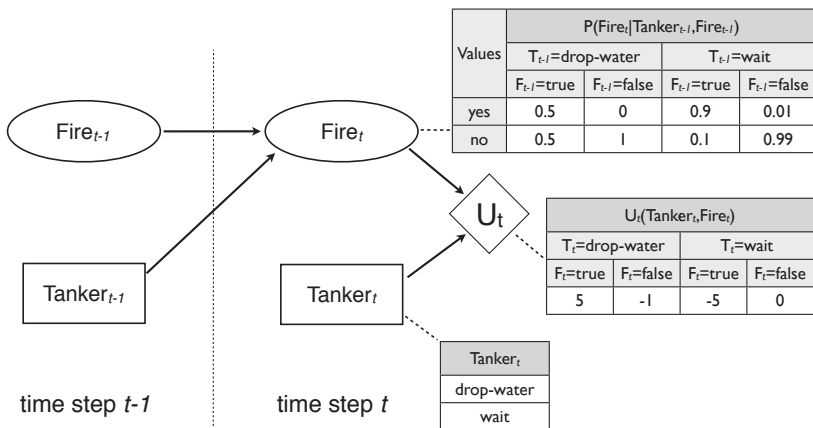 P(Fire_t|Tanker_{t-1},Fire_{t-1})
Values
T_{t-1}=drop-water T_{t-1}=wait
F_{t-1}=true F_{t-1}=false F_{t-1}=true F_{t-1}=false
yes 0.5 0 0.9 0.01
no 0.5 1 0.1 0.99
Fire_{t-1}
Fire_t
U_t
U_t(Tanker_t,Fire_t)
T_t=drop-water T_t=wait
F_t=true F_t=false F_t=true F_t=false
5 -1 -5 0
Tanker_{t-1}
Tanker_t
Tanker_t
drop-water
wait
time step t-1
time step t